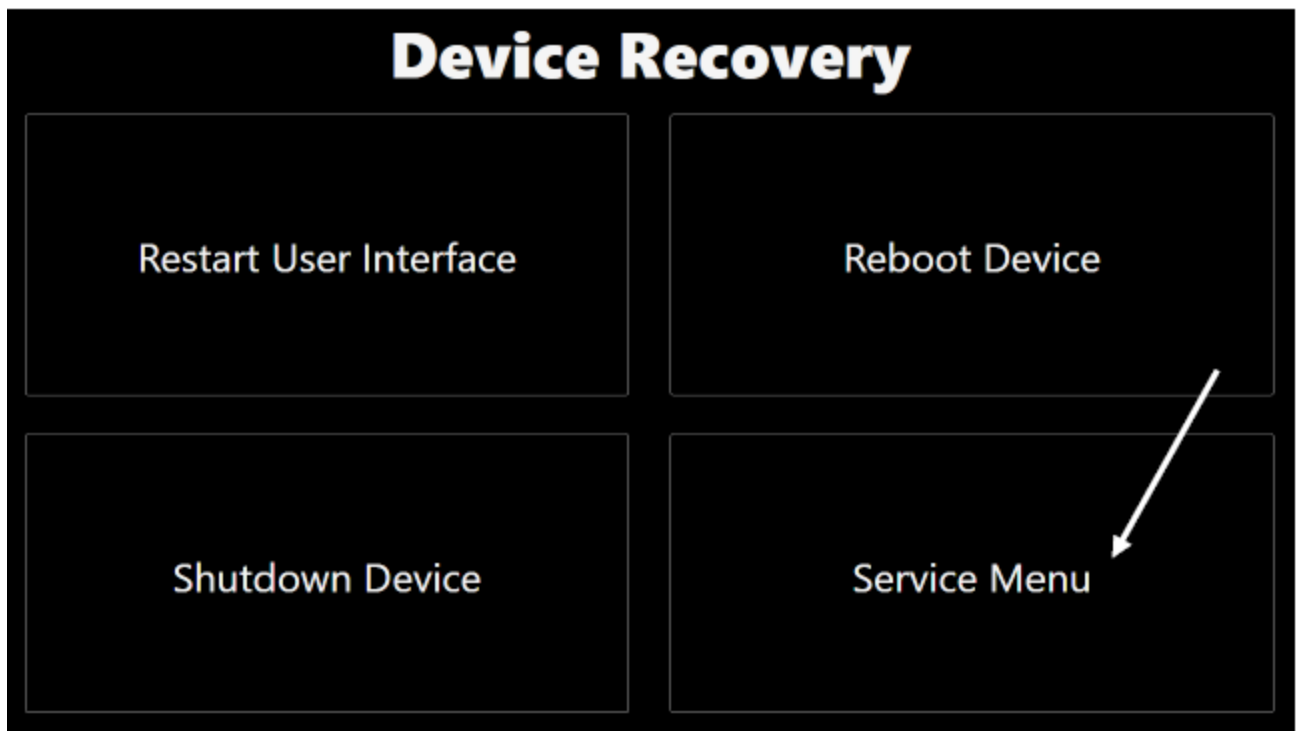 Device Recovery
Restart User Interface
Reboot Device
Shutdown Device
Service Menu